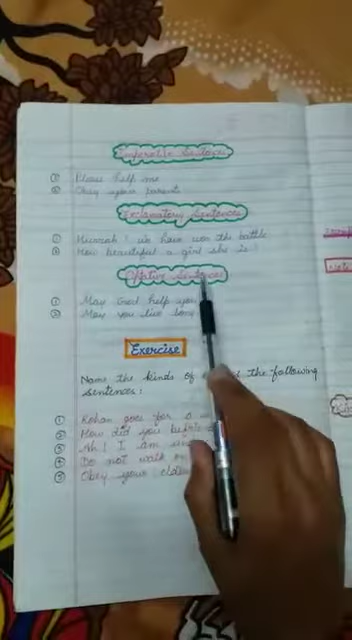 Imperative Sentences
① Please help me
② Obey your parent
Exclamatory Sentences
① Hurrah! We have won the battle
② How beautiful a girl she is!
Optative Sentences
① May God help you
② May you live long
Exercise
Name the kinds of the following
sentences:
① Rohan goes for a
② How did you
③ Ah! I am
④ Do not walk on
⑤ Obey your elders
Note